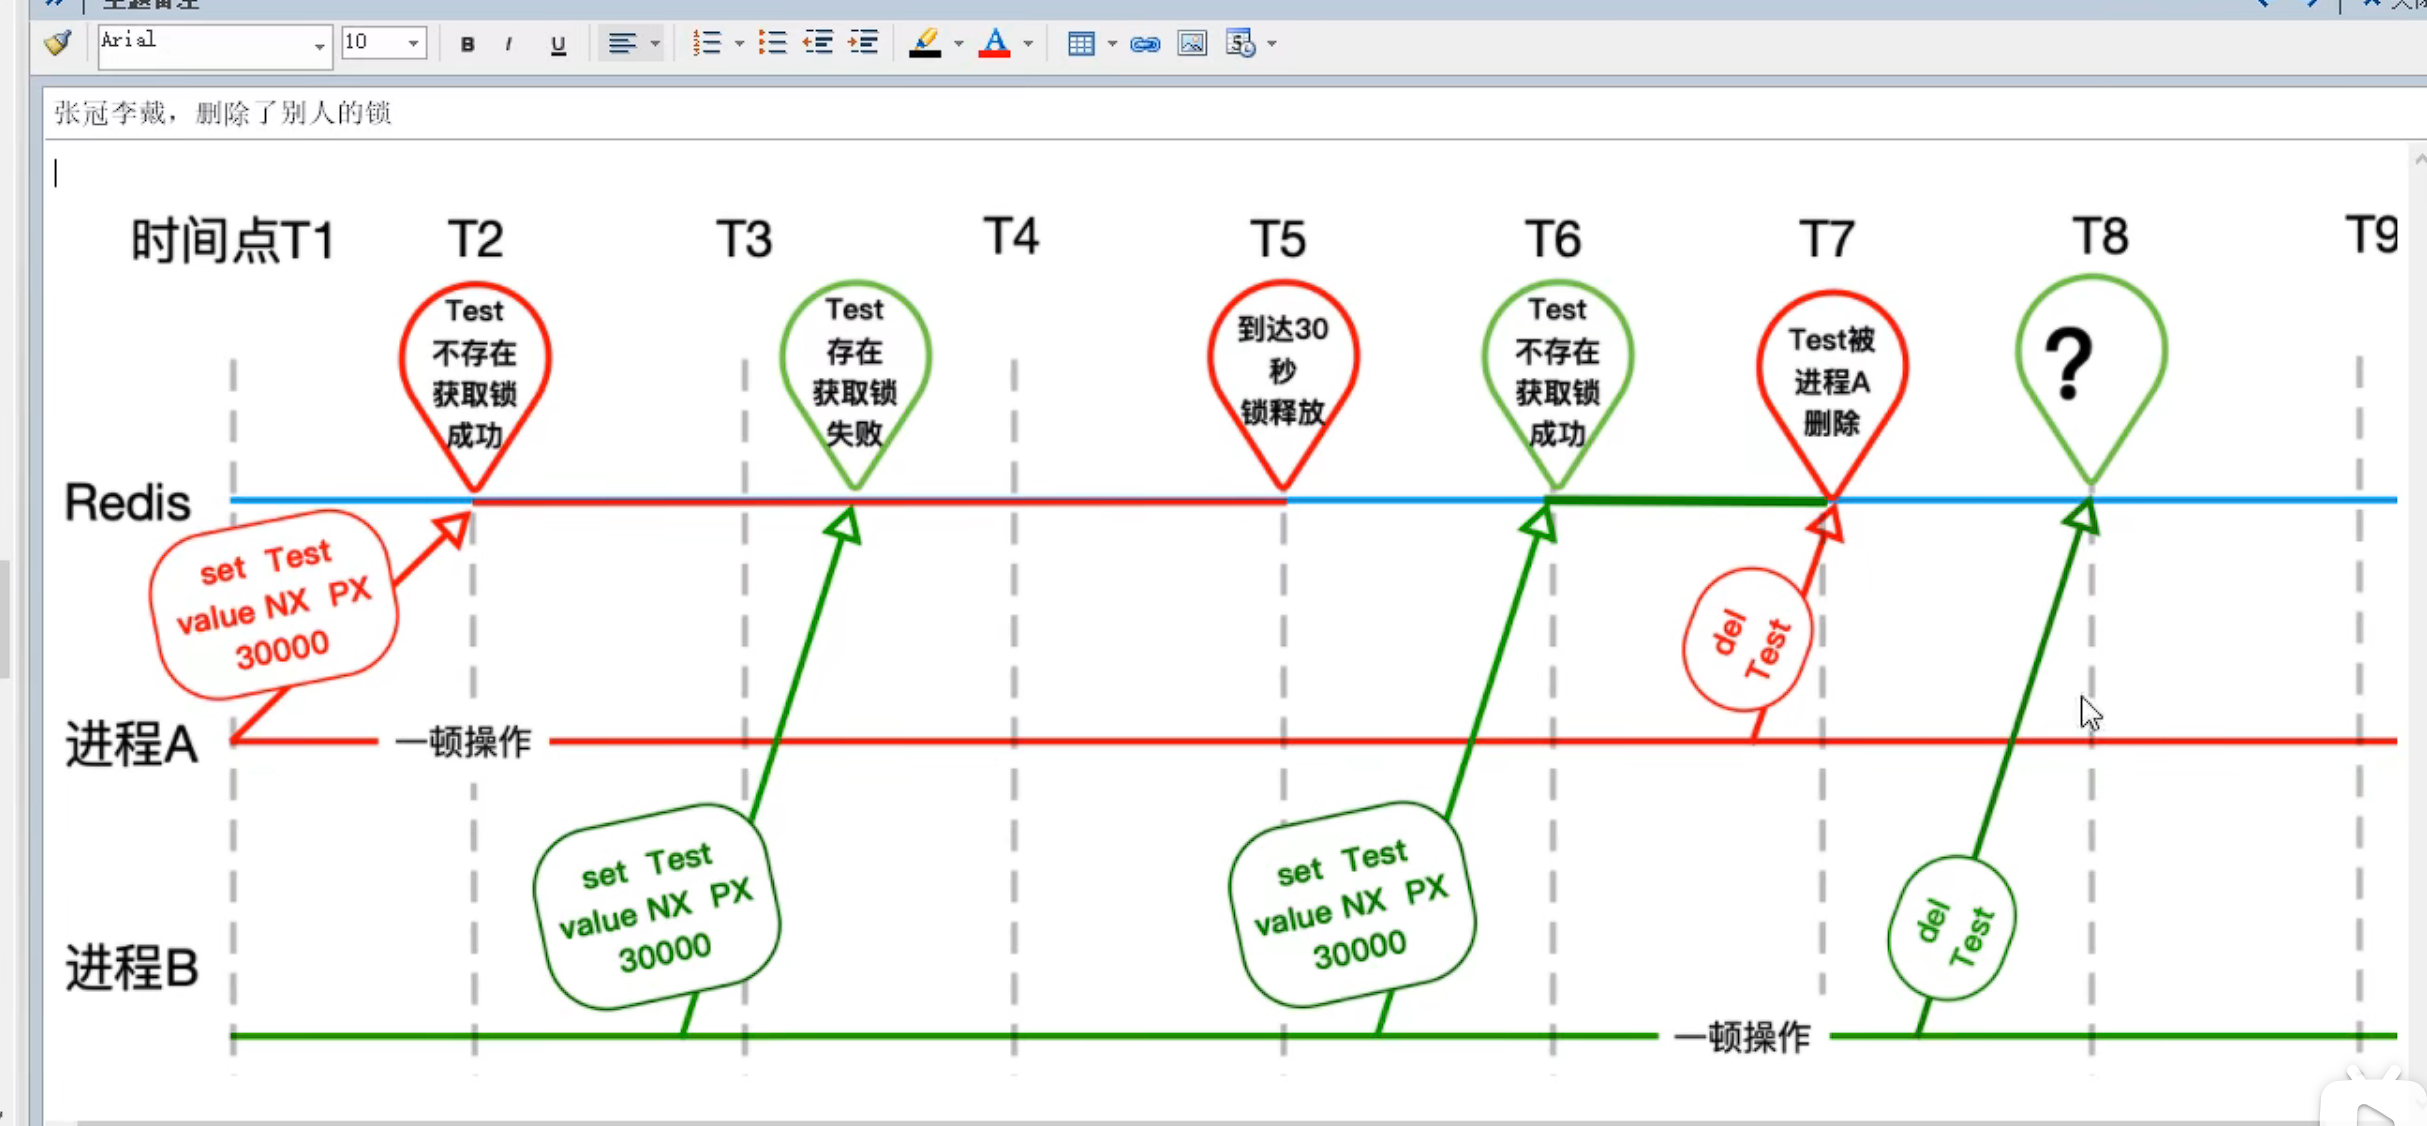 Arial 10 B I U
张冠李戴，删除了别人的锁
时间点T1 T2 T3 T4 T5 T6 T7 T8 T9
Test
不存在
获取锁
成功
Test
存在
获取锁
失败
到达30
秒
锁释放
Test
不存在
获取锁
成功
Test被
进程A
删除
?
Redis
set Test
value NX PX
30000
del
Test
进程A
一顿操作
set Test
value NX PX
30000
set Test
value NX PX
30000
del
Test
进程B
一顿操作